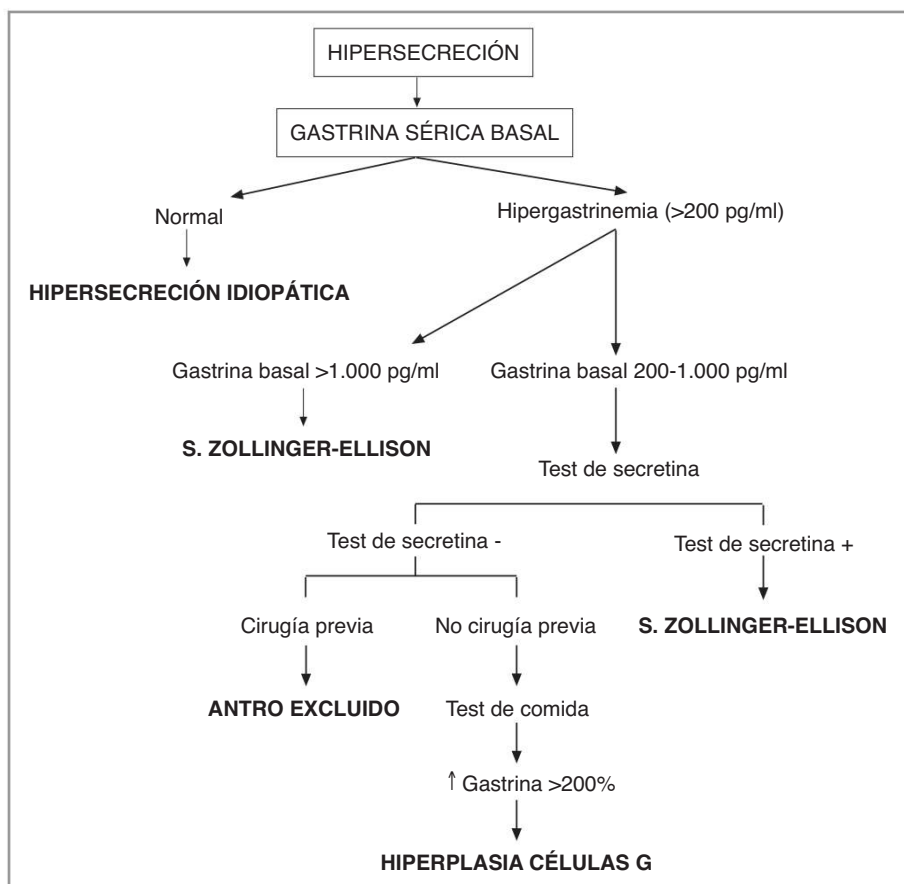 HIPERSECRECIÓN
GASTRINA SÉRICA BASAL
Normal
Hipergastrinemia (>200 pg/ml)
HIPERSECRECIÓN IDIOPÁTICA
Gastrina basal >1.000 pg/ml
Gastrina basal 200-1.000 pg/ml
S. ZOLLINGER-ELLISON
Test de secretina
Test de secretina -
Test de secretina +
Cirugía previa
No cirugía previa
S. ZOLLINGER-ELLISON
ANTRO EXCLUIDO
Test de comida
↑ Gastrina >200%
HIPERPLASIA CÉLULAS G